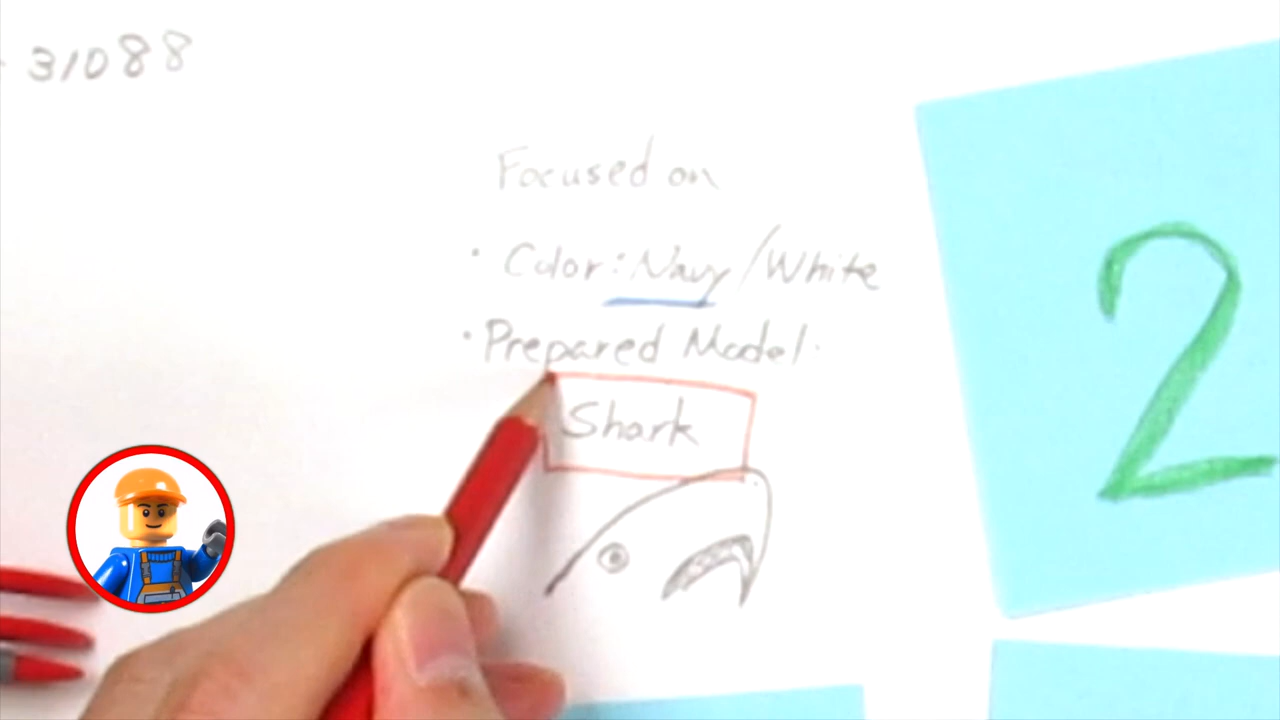 31088
Focused on
· Color: Navy/White
· Prepared Model.
Shark
2